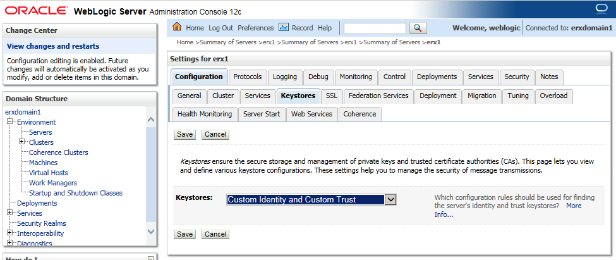 ORACLE WebLogic Server Administration Console 12c
Change Center
View changes and restarts
Configuration editing is enabled. Future
changes will automatically be activated as you
modify, add or delete items in this domain.
Domain Structure
erxdomain1
Environment
Servers
Clusters
Coherence Clusters
Machines
Virtual Hosts
Work Managers
Startup and Shutdown Classes
Deployments
Services
Security Realms
Interoperability
Diagnostics
How do I
Home Log Out Preferences Record Help
Welcome, weblogic Connected to: erxdomain1
Home >Summary of Servers >erx1 >Summary of Servers >erx1 >Summary of Servers >erx1
Settings for erx1
Configuration Protocols Logging Debug Monitoring Control Deployments Services Security Notes
General Cluster Services Keystores SSL Federation Services Deployment Migration Tuning Overload
Health Monitoring Server Start Web Services Coherence
Save Cancel
Keystores ensure the secure storage and management of private keys and trusted certificate authorities (CAs). This page lets you view
and define various keystore configurations. These settings help you to manage the security of message transmissions.
Keystores: Custom Identity and Custom Trust
Which configuration rules should be used for finding
the server's identity and trust keystores? More
Info...
Save Cancel